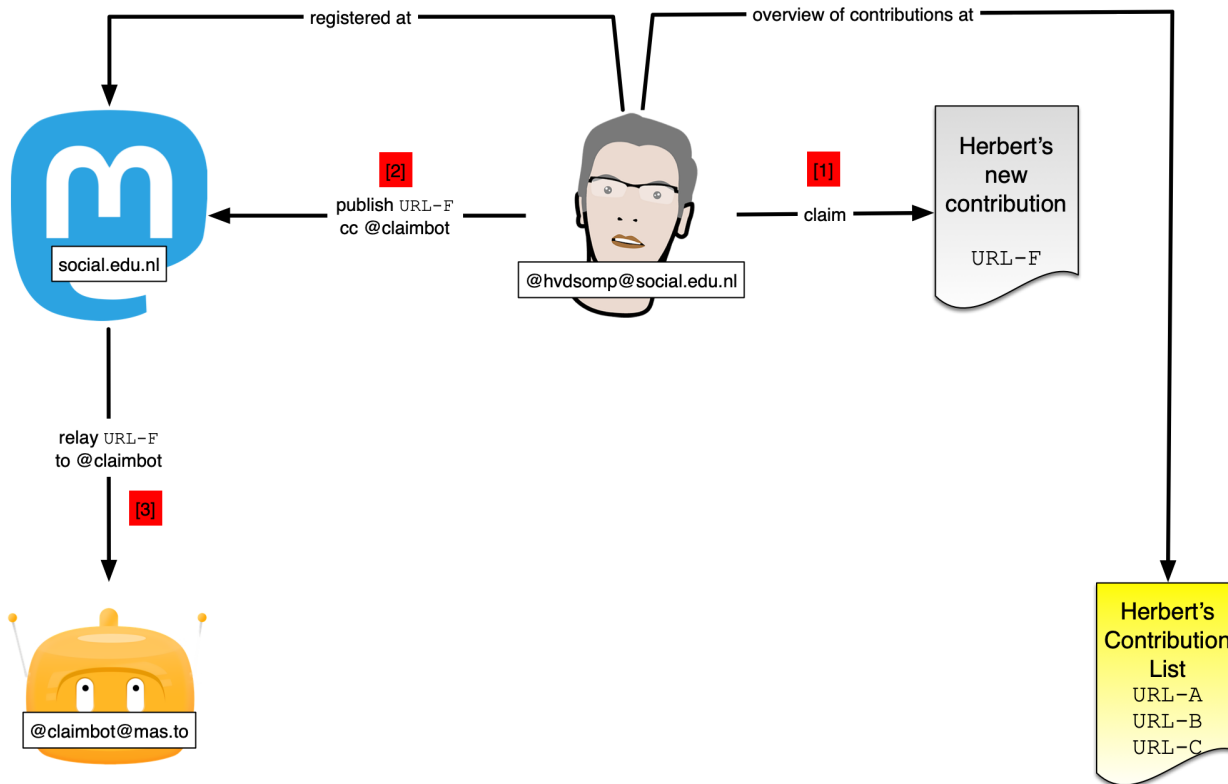 registered at
overview of contributions at
[2]
publish URL-F
cc @claimbot
[1]
claim
Herbert's
new
contribution
URL-F
social.edu.nl
@hvdsomp@social.edu.nl
relay URL-F
to @claimbot
[3]
@claimbot@mas.to
Herbert's
Contribution
List
URL-A
URL-B
URL-C